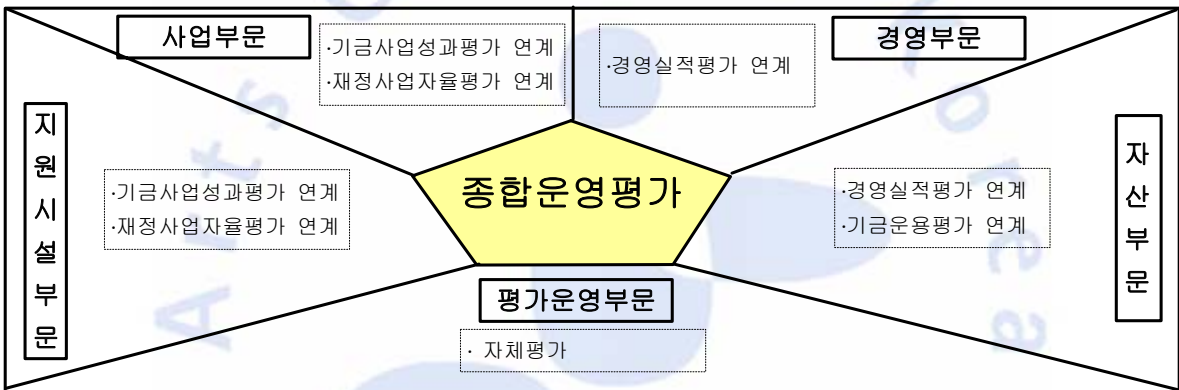 사업부문
·기금사업성과평가 연계
·재정사업자율평가 연계
·경영실적평가 연계
경영부문
지원시설부문
·기금사업성과평가 연계
·재정사업자율평가 연계
종합운영평가
·경영실적평가 연계
·기금운용평가 연계
자산부문
평가운영부문
· 자체평가
Arts
orea